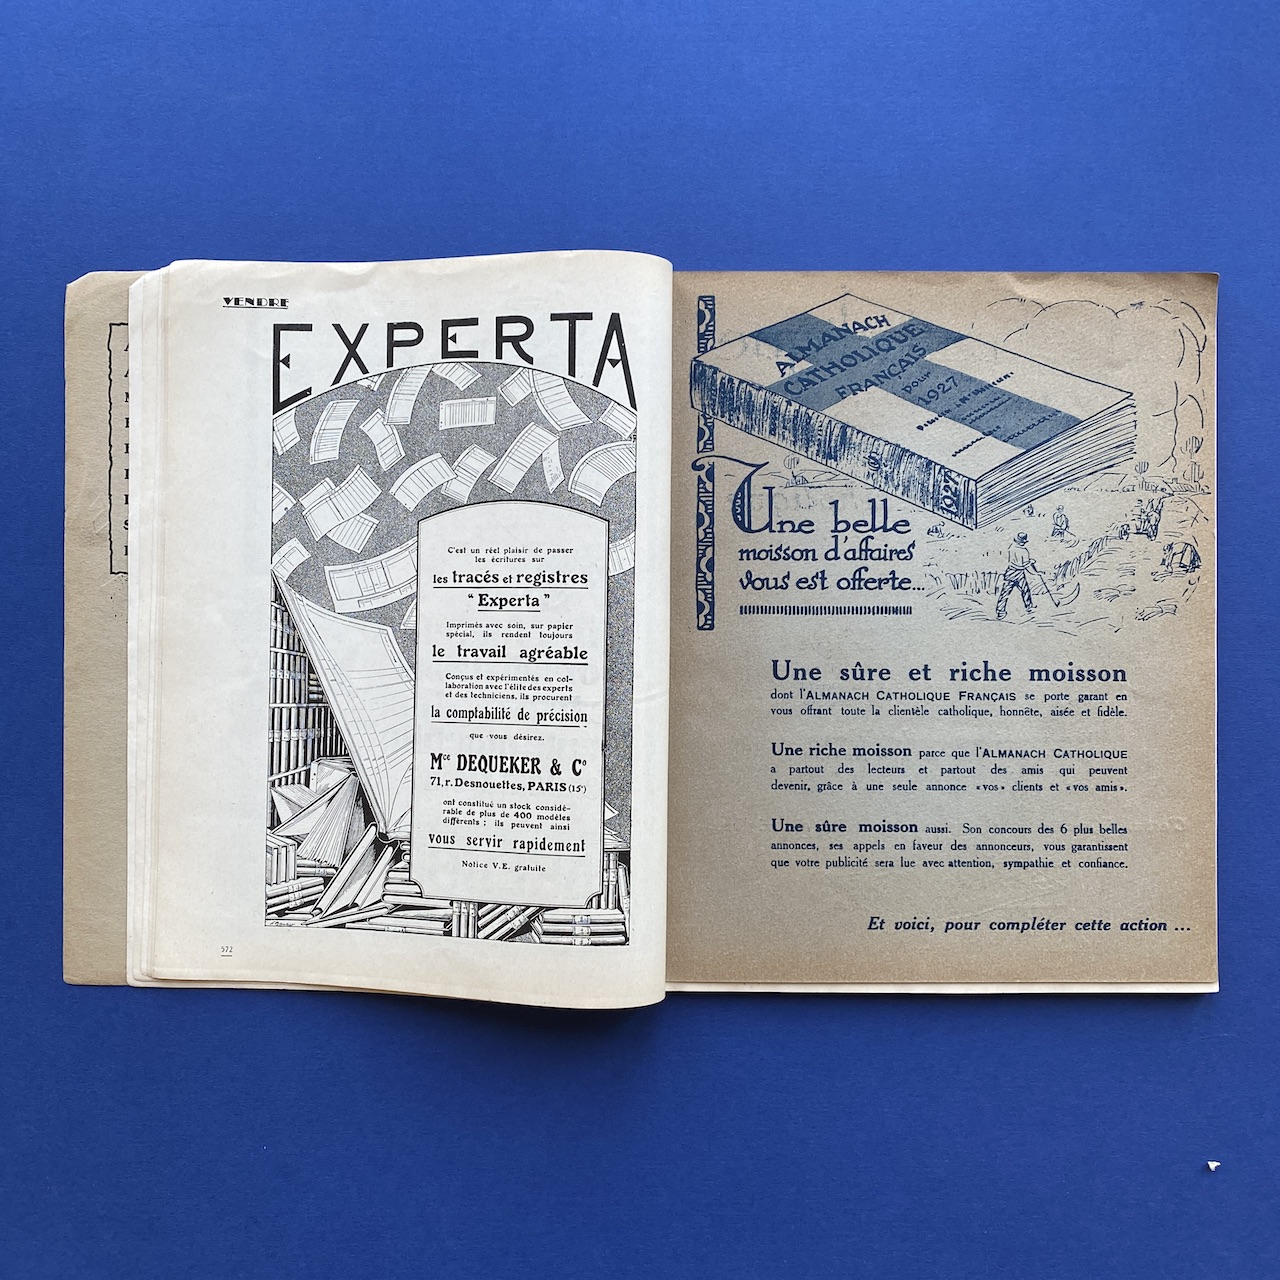 VENDRE
EXPERTA
C'est un réel plaisir de passer
les écritures sur
les tracés et registres
“ Experta ”
Imprimés avec soin, sur papier
spécial, ils rendent toujours
le travail agréable
Conçus et expérimentés en col-
laboration avec l'élite des experts
et des techniciens, ils procurent
la comptabilité de précision
que vous désirez.
Mce DEQUEKER & Co
71, r. Desnouettes, PARIS (15e)
ont constitué un stock considé-
rable de plus de 400 modèles
différents ; ils peuvent ainsi
vous servir rapidement
Notice V.E. gratuite
572
ALMANACH
CATHOLIQUE
FRANÇAIS
pour
1927
1927
Une belle
moisson d'affaires
vous est offerte...
Une sûre et riche moisson
dont l'ALMANACH CATHOLIQUE FRANÇAIS se porte garant en
vous offrant toute la clientèle catholique, honnête, aisée et fidèle.
Une riche moisson parce que l'ALMANACH CATHOLIQUE
a partout des lecteurs et partout des amis qui peuvent
devenir, grâce à une seule annonce «vos» clients et «vos amis».
Une sûre moisson aussi. Son concours des 6 plus belles
annonces, ses appels en faveur des annonceurs, vous garantissent
que votre publicité sera lue avec attention, sympathie et confiance.
Et voici, pour compléter cette action ...